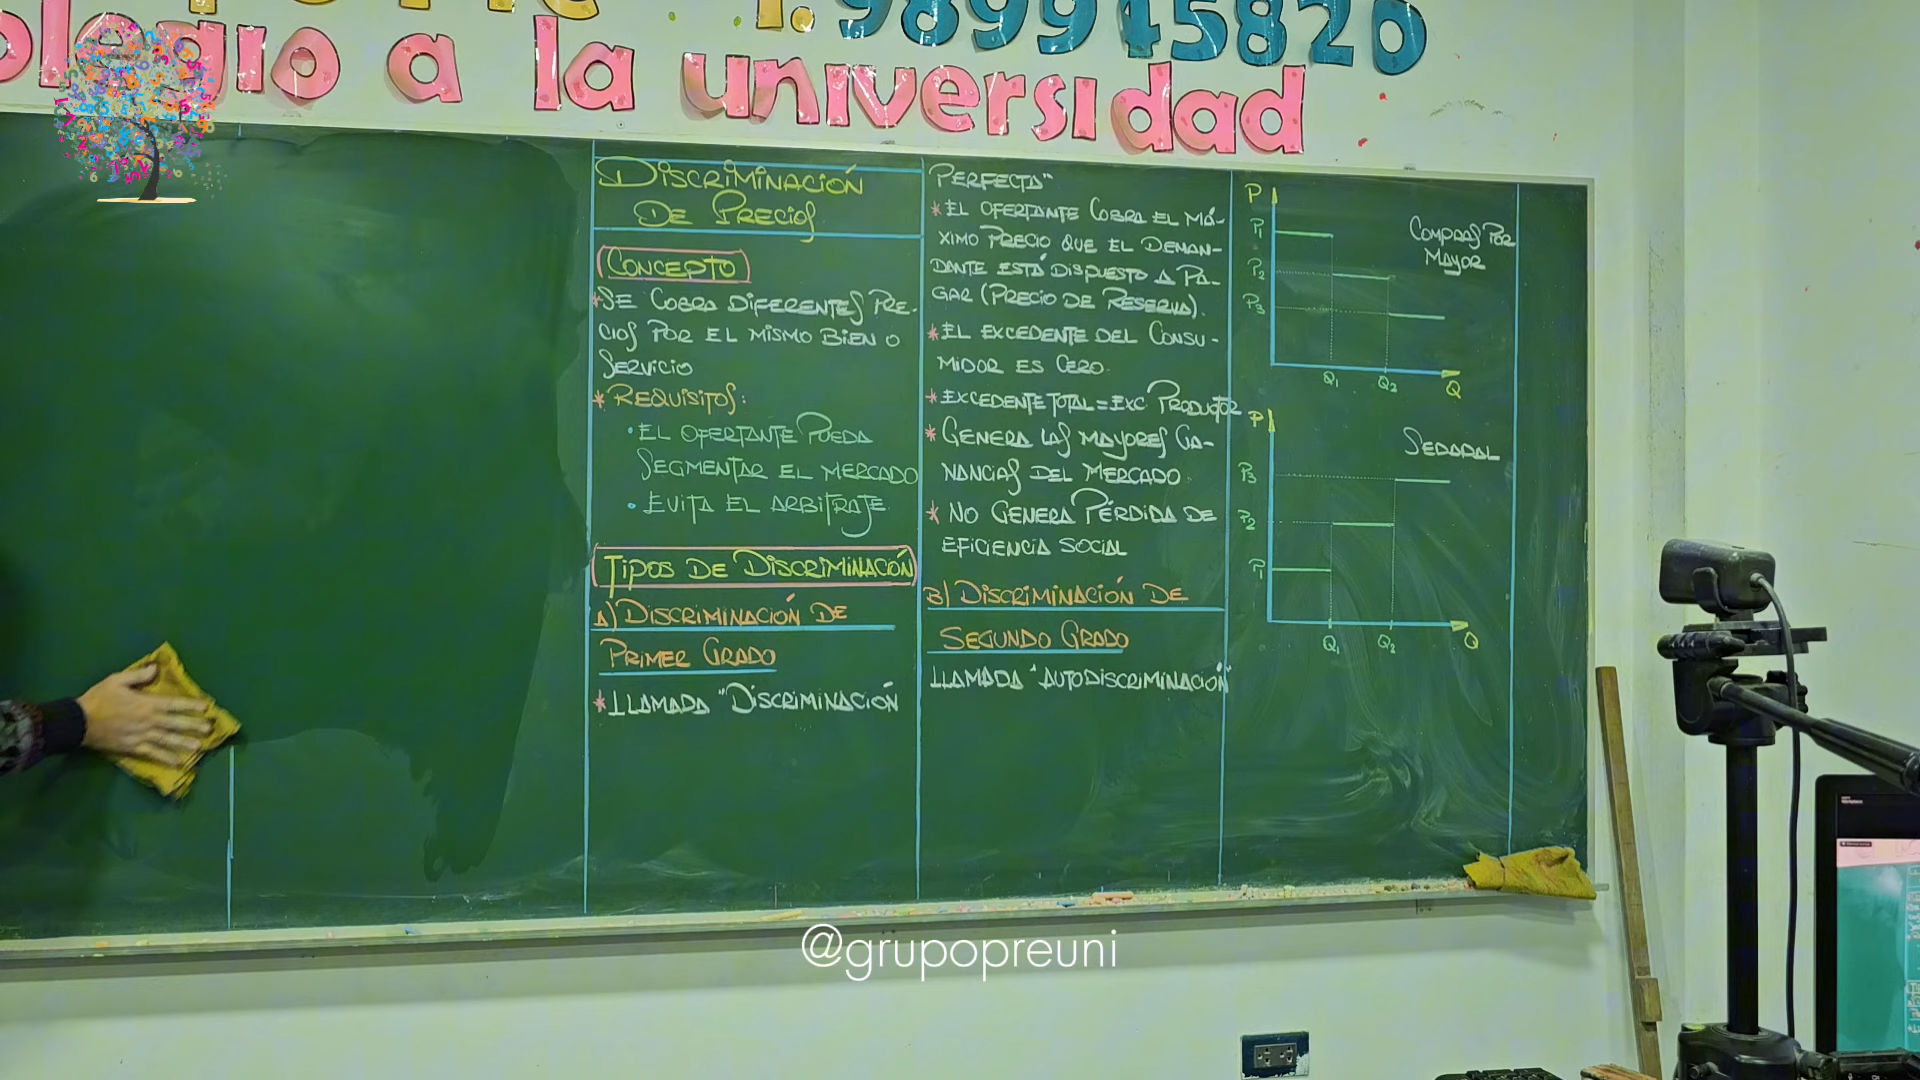 T. 989915820
olegio a la universidad
DISCRIMINACIÓN
DE PRECIOS
CONCEPTO
*SE COBRA DIFERENTES PRE-
CIOS POR EL MISMO BIEN O
SERVICIO
*REQUISITOS:
•EL OFERTANTE PUEDA
SEGMENTAR EL MERCADO
•EVITA EL ARBITRAJE
TIPOS DE DISCRIMINACÓN
A) DISCRIMINACIÓN DE
PRIMER GRADO
*LLAMADA "DISCRIMINACIÓN
PERFECTA"
*EL OFERTANTE COBRA EL MÁ-
XIMO PRECIO QUE EL DEMAN-
DANTE ESTÁ DISPUESTO A PA-
GAR (PRECIO DE RESERVA).
*EL EXCEDENTE DEL CONSU-
MIDOR ES CERO.
*EXCEDENTE TOTAL = EXC PRODUCTOR
*GENERA LAS MAYORES GA-
NANCIAS DEL MERCADO
*NO GENERA PÉRDIDA DE
EFICIENCIA SOCIAL
B) DISCRIMINACIÓN DE
SEGUNDO GRADO
LLAMADA "AUTODISCRIMINACIÓN"
P
P1
P2
P3
COMPRAS POR
MAYOR
Q1 Q2 Q
P
SEDAPAL
P3
P2
P1
Q1 Q2 Q
@grupopreuni